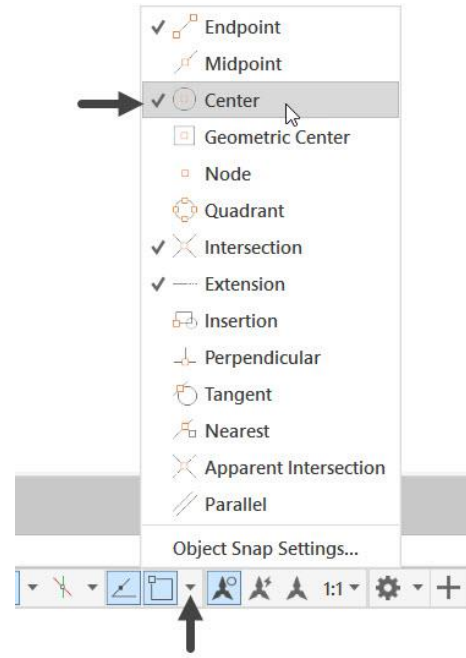 Endpoint
Midpoint
Center
Geometric Center
Node
Quadrant
Intersection
Extension
Insertion
Perpendicular
Tangent
Nearest
Apparent Intersection
Parallel
Object Snap Settings...
1:1